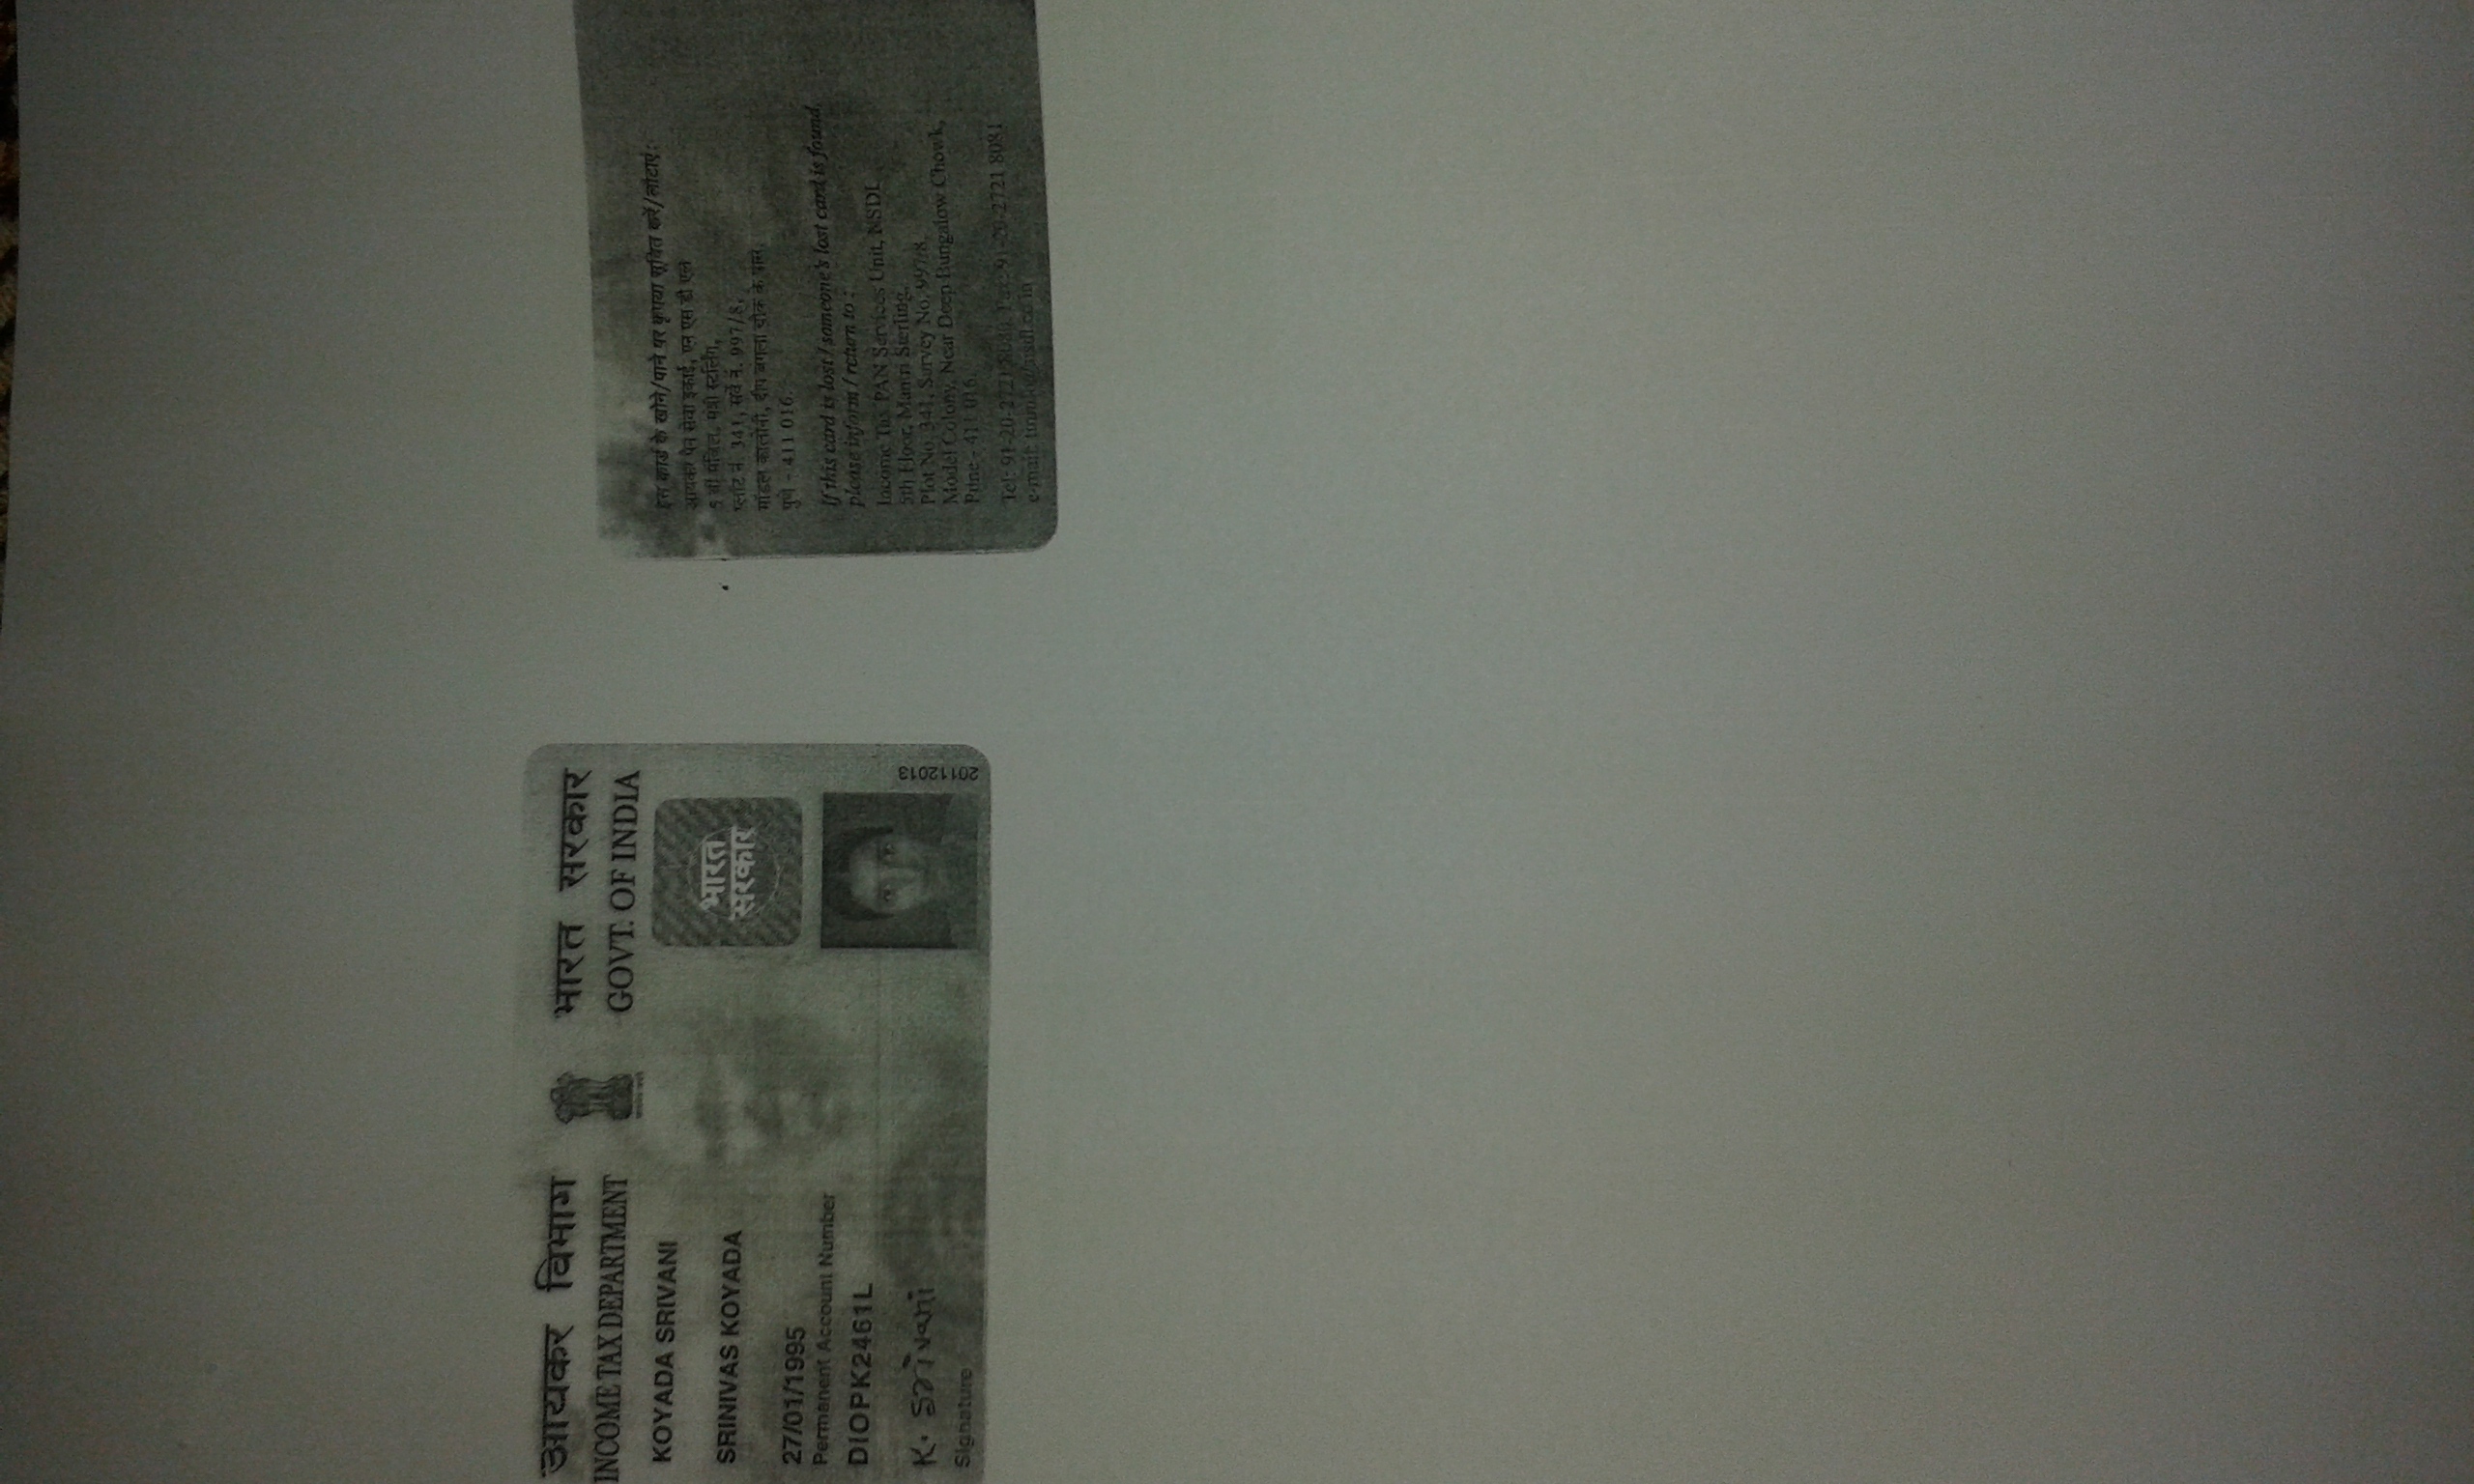 आयकर विभाग
INCOME TAX DEPARTMENT
भारत सरकार
GOVT. OF INDIA
KOYADA SRIVANI
SRINIVAS KOYADA
27/01/1995
Permanent Account Number
DIOPK2461L
K. Srivani
Signature
भारत
सरकार
20112013
इस कार्ड के खोने/पाने पर कृपया सूचित करें/लौटाएं:
आयकर पैन सेवा इकाई, एन एस डी एल
5 वी मंजिल, मंत्री स्टर्लिंग,
प्लॉट नं. 341, सर्वे नं. 997/8,
मॉडल कालोनी, दीप बंगला चौक के पास,
पुणे - 411 016.
If this card is lost / someone's lost card is found,
please inform / return to :
Income Tax PAN Services Unit, NSDL
5th Floor, Mantri Sterling,
Plot No. 341, Survey No. 997/8,
Model Colony, Near Deep Bungalow Chowk,
Pune - 411 016.
Tel: 91-20-2721 8080, Fax: 91-20-2721 8081
e-mail: